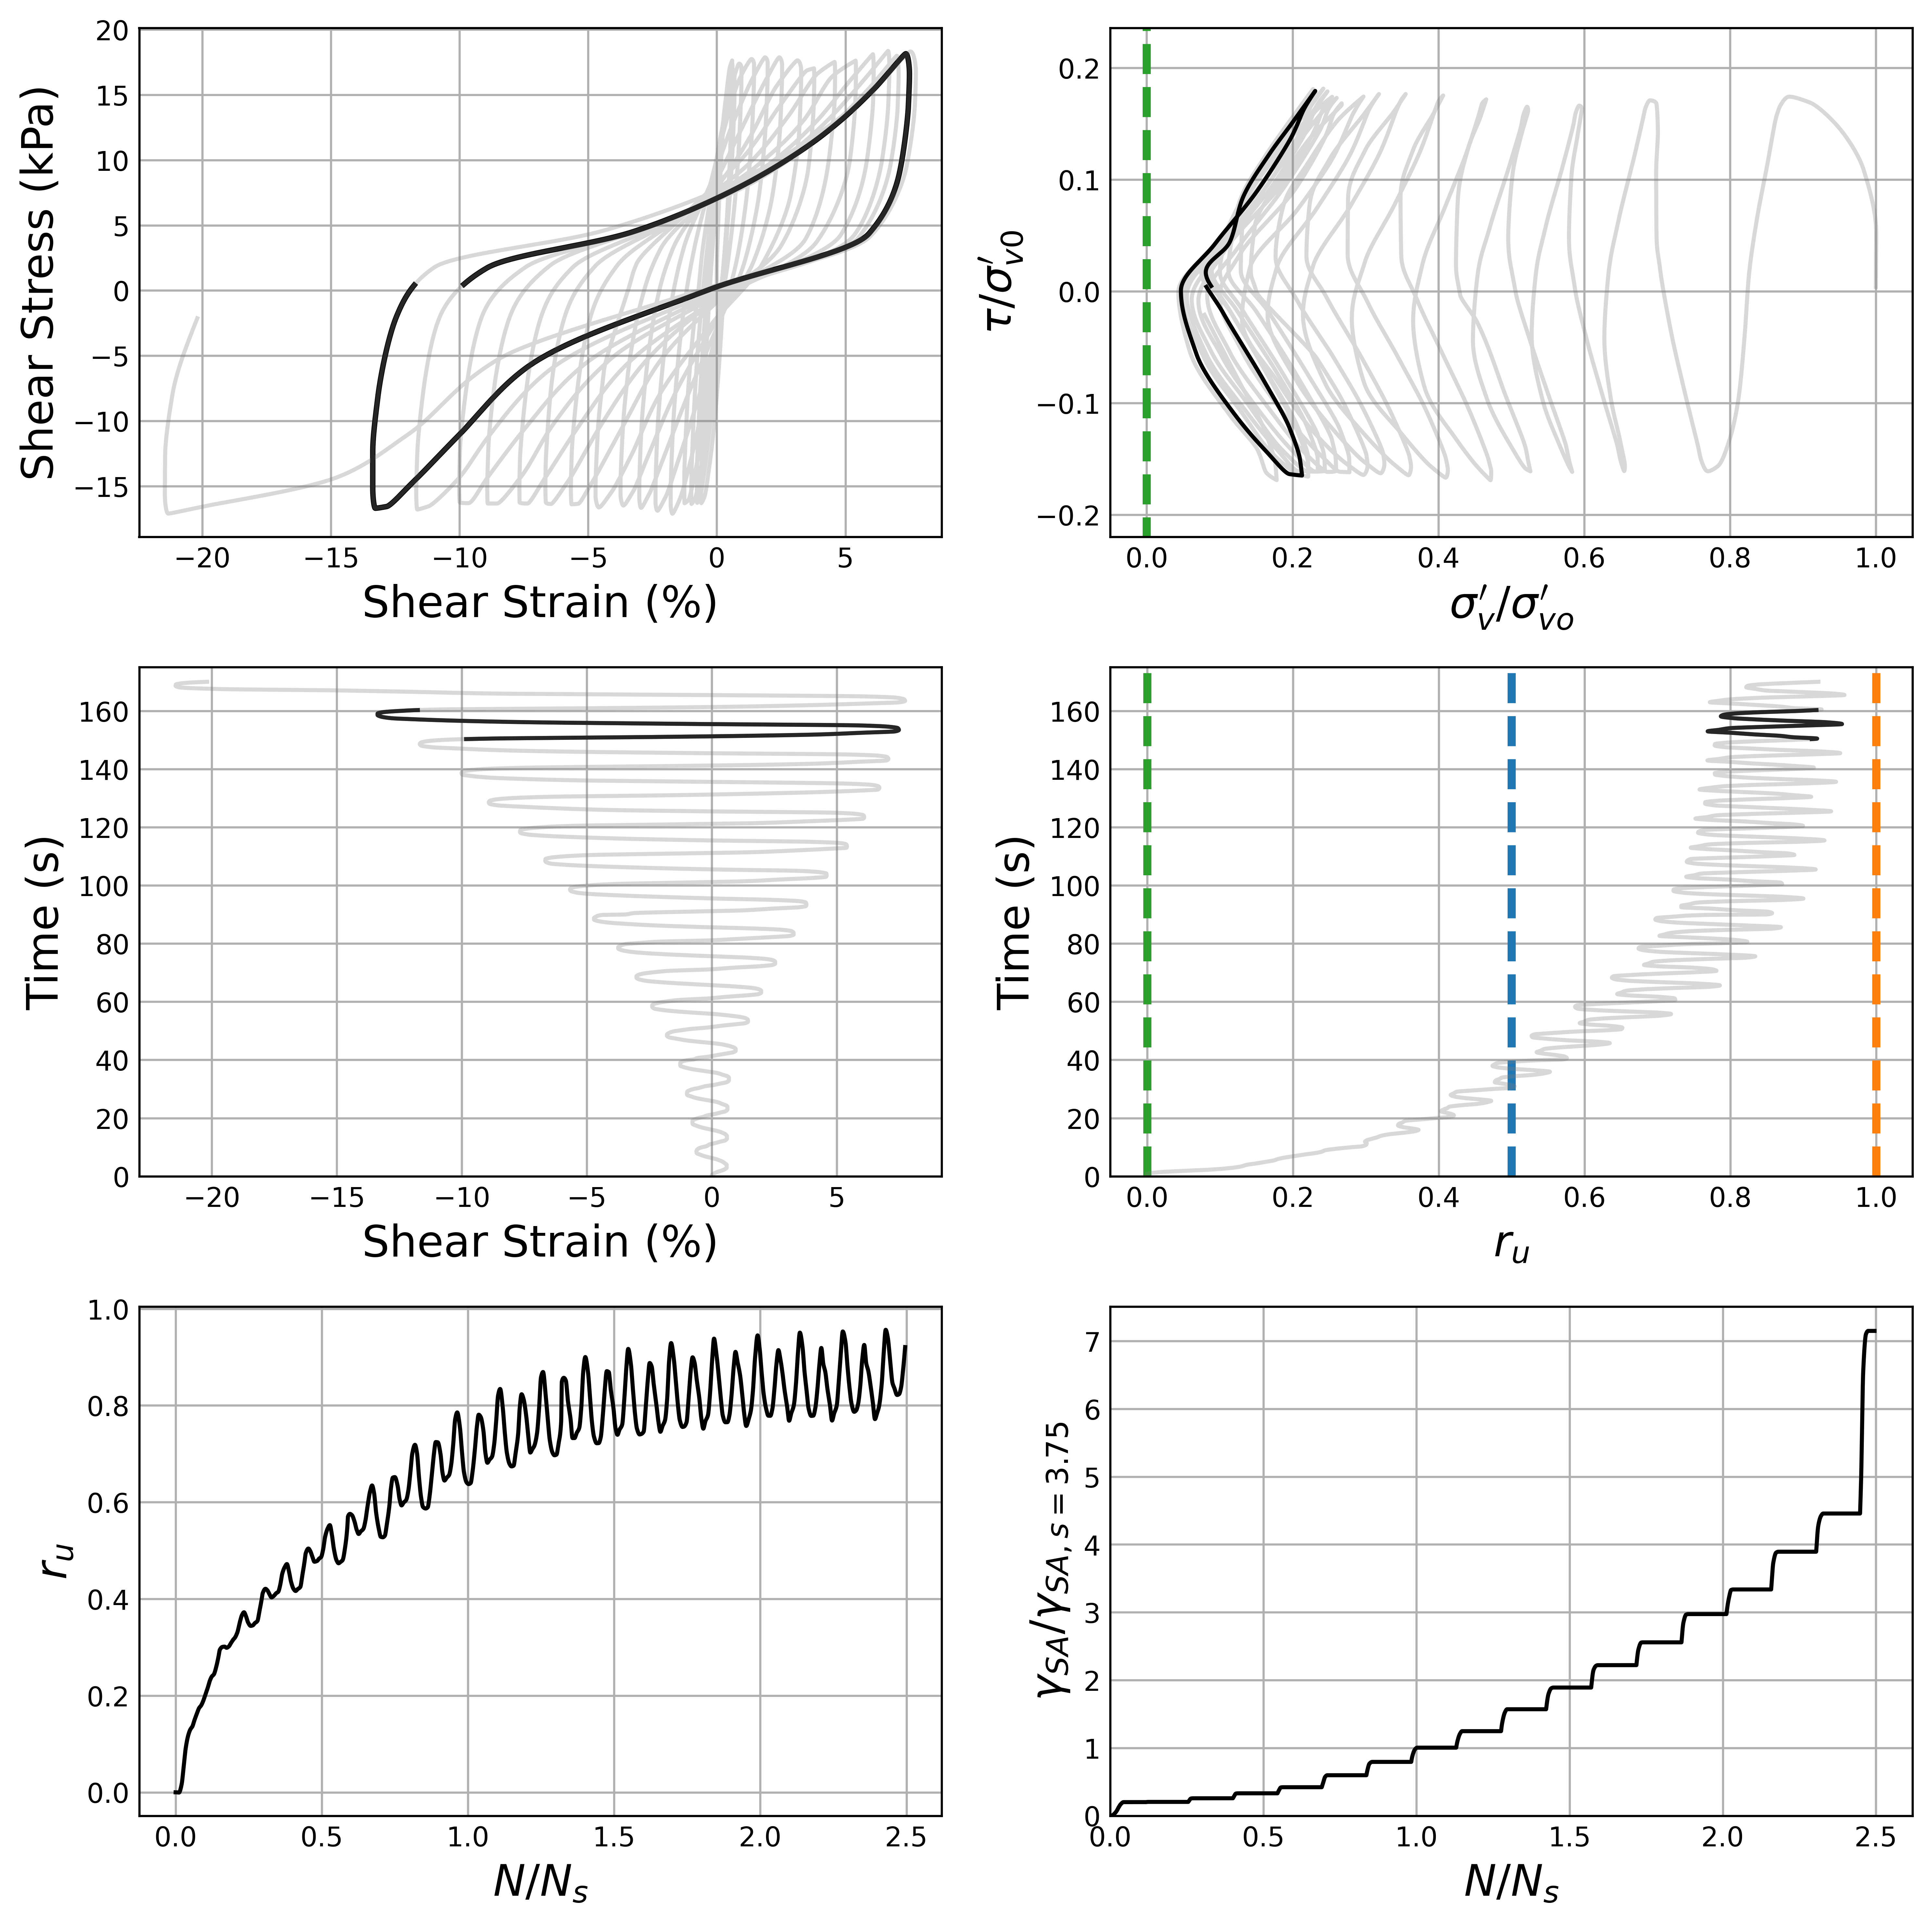 20
15
10
5
0
−5
−10
−15
Shear Stress (kPa)
−20 −15 −10 −5 0 5
Shear Strain (%)
0.2
0.1
0.0
−0.1
−0.2
τ/σ′v0
0.0 0.2 0.4 0.6 0.8 1.0
σ′v/σ′vo
160
140
120
100
80
60
40
20
0
Time (s)
−20 −15 −10 −5 0 5
Shear Strain (%)
160
140
120
100
80
60
40
20
0
Time (s)
0.0 0.2 0.4 0.6 0.8 1.0
ru
1.0
0.8
0.6
0.4
0.2
0.0
ru
0.0 0.5 1.0 1.5 2.0 2.5
N/Ns
7
6
5
4
3
2
1
0
γSA/γSA, s = 3.75
0.0 0.5 1.0 1.5 2.0 2.5
N/Ns